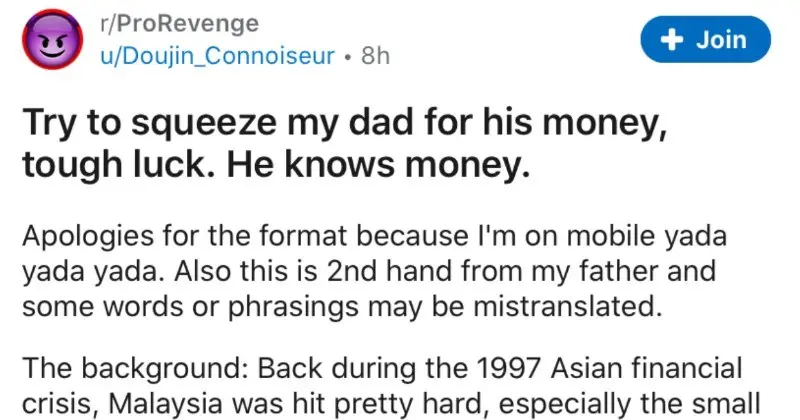 r/ProRevenge
u/Doujin_Connoiseur • 8h
+ Join
Try to squeeze my dad for his money,
tough luck. He knows money.
Apologies for the format because I'm on mobile yada
yada yada. Also this is 2nd hand from my father and
some words or phrasings may be mistranslated.
The background: Back during the 1997 Asian financial
crisis, Malaysia was hit pretty hard, especially the small